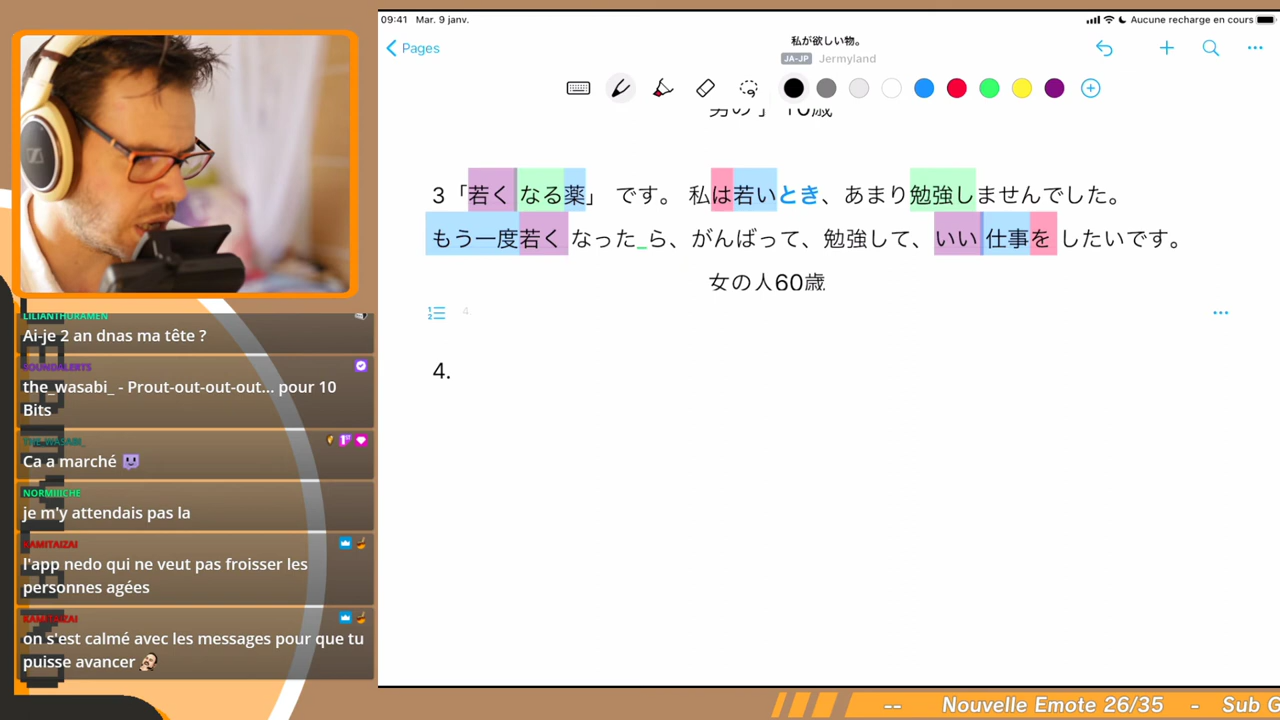 09:41 Mar. 9 janv.
Aucune recharge en cours
Pages
私が欲しい物。
JA-JP Jermyland
3「若くなる薬」 です。 私は若いとき、あまり勉強しませんでした。
もう一度若く なった_ら、がんばって、勉強して、いい仕事を したいです。
女の人60歳
4.
4.
LILIANTHURAMEN
Ai-je 2 an dnas ma tête ?
SOUNDALERTS
the_wasabi_ - Prout-out-out-out... pour 10
Bits
THE_WASABI_
Ca a marché
NORMIIICHE
je m'y attendais pas la
KAMITAIZAI
l'app nedo qui ne veut pas froisser les
personnes agées
KAMITAIZAI
on s'est calmé avec les messages pour que tu
puisse avancer
-- Nouvelle Emote 26/35 - Sub G